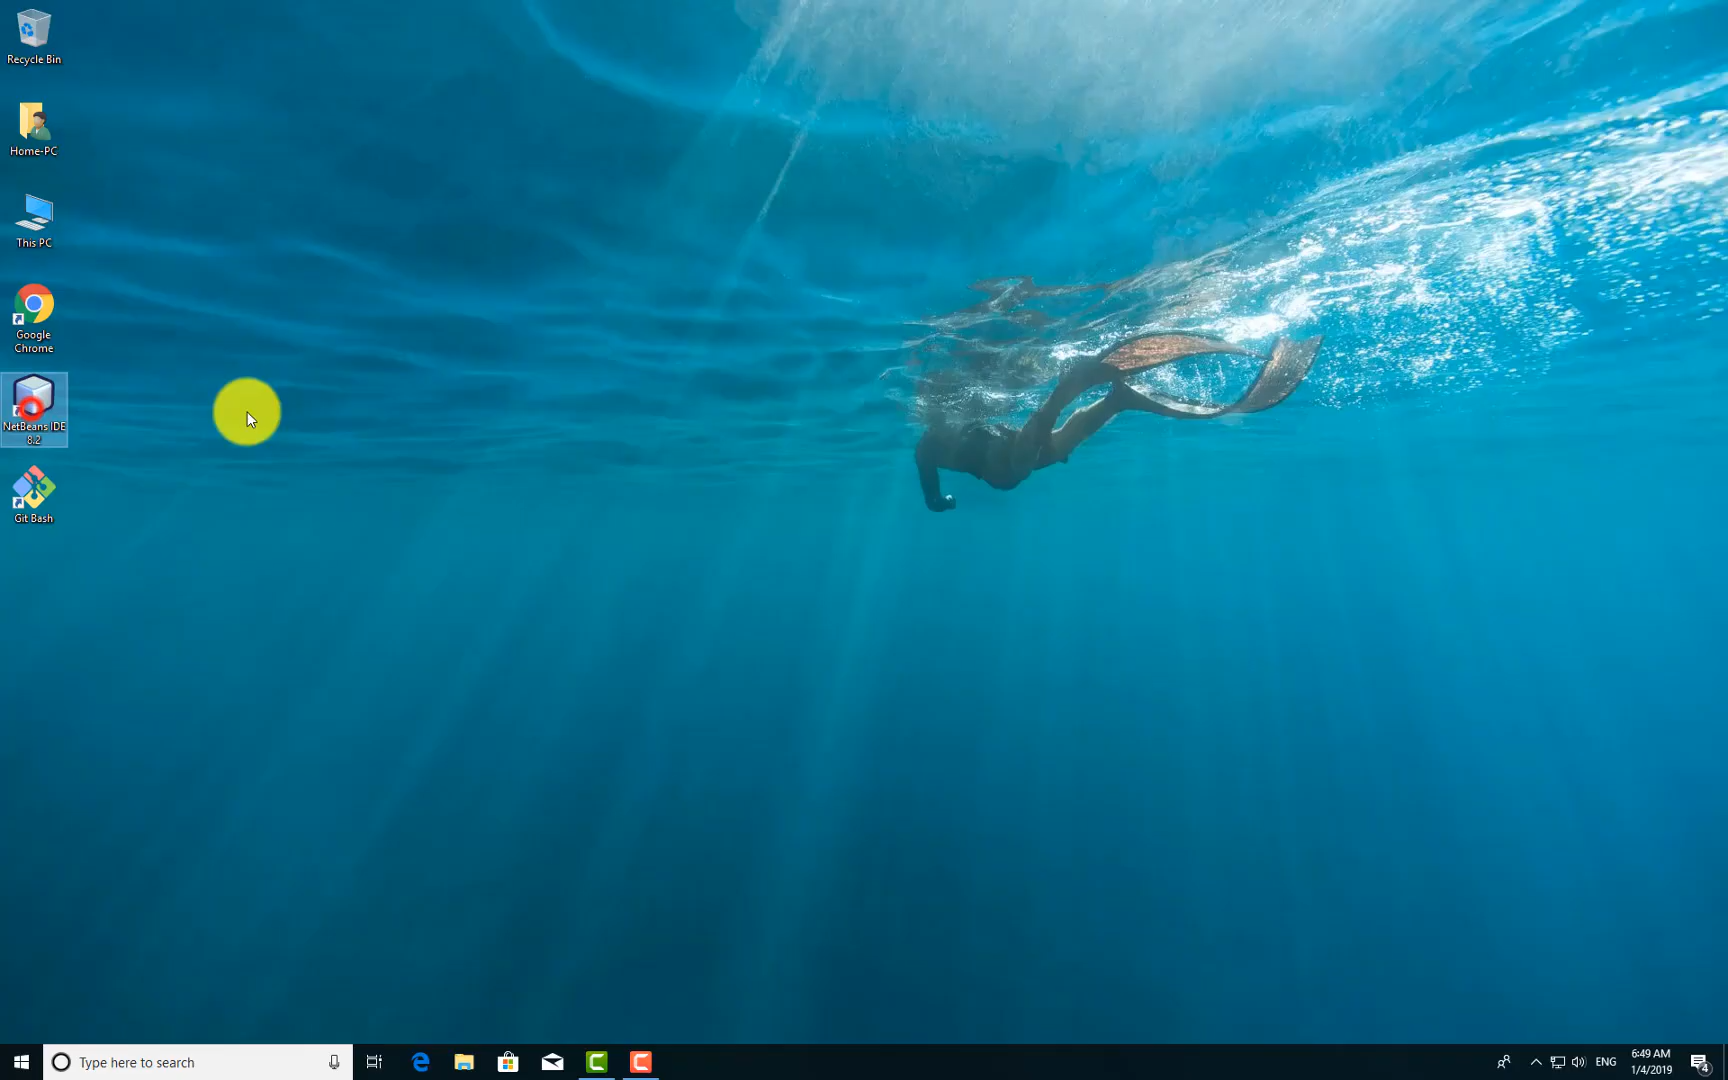 Recycle Bin
Home-PC
This PC
Google
Chrome
NetBeans IDE
8.2
Git Bash
Type here to search
ENG
6:49 AM
1/4/2019
4